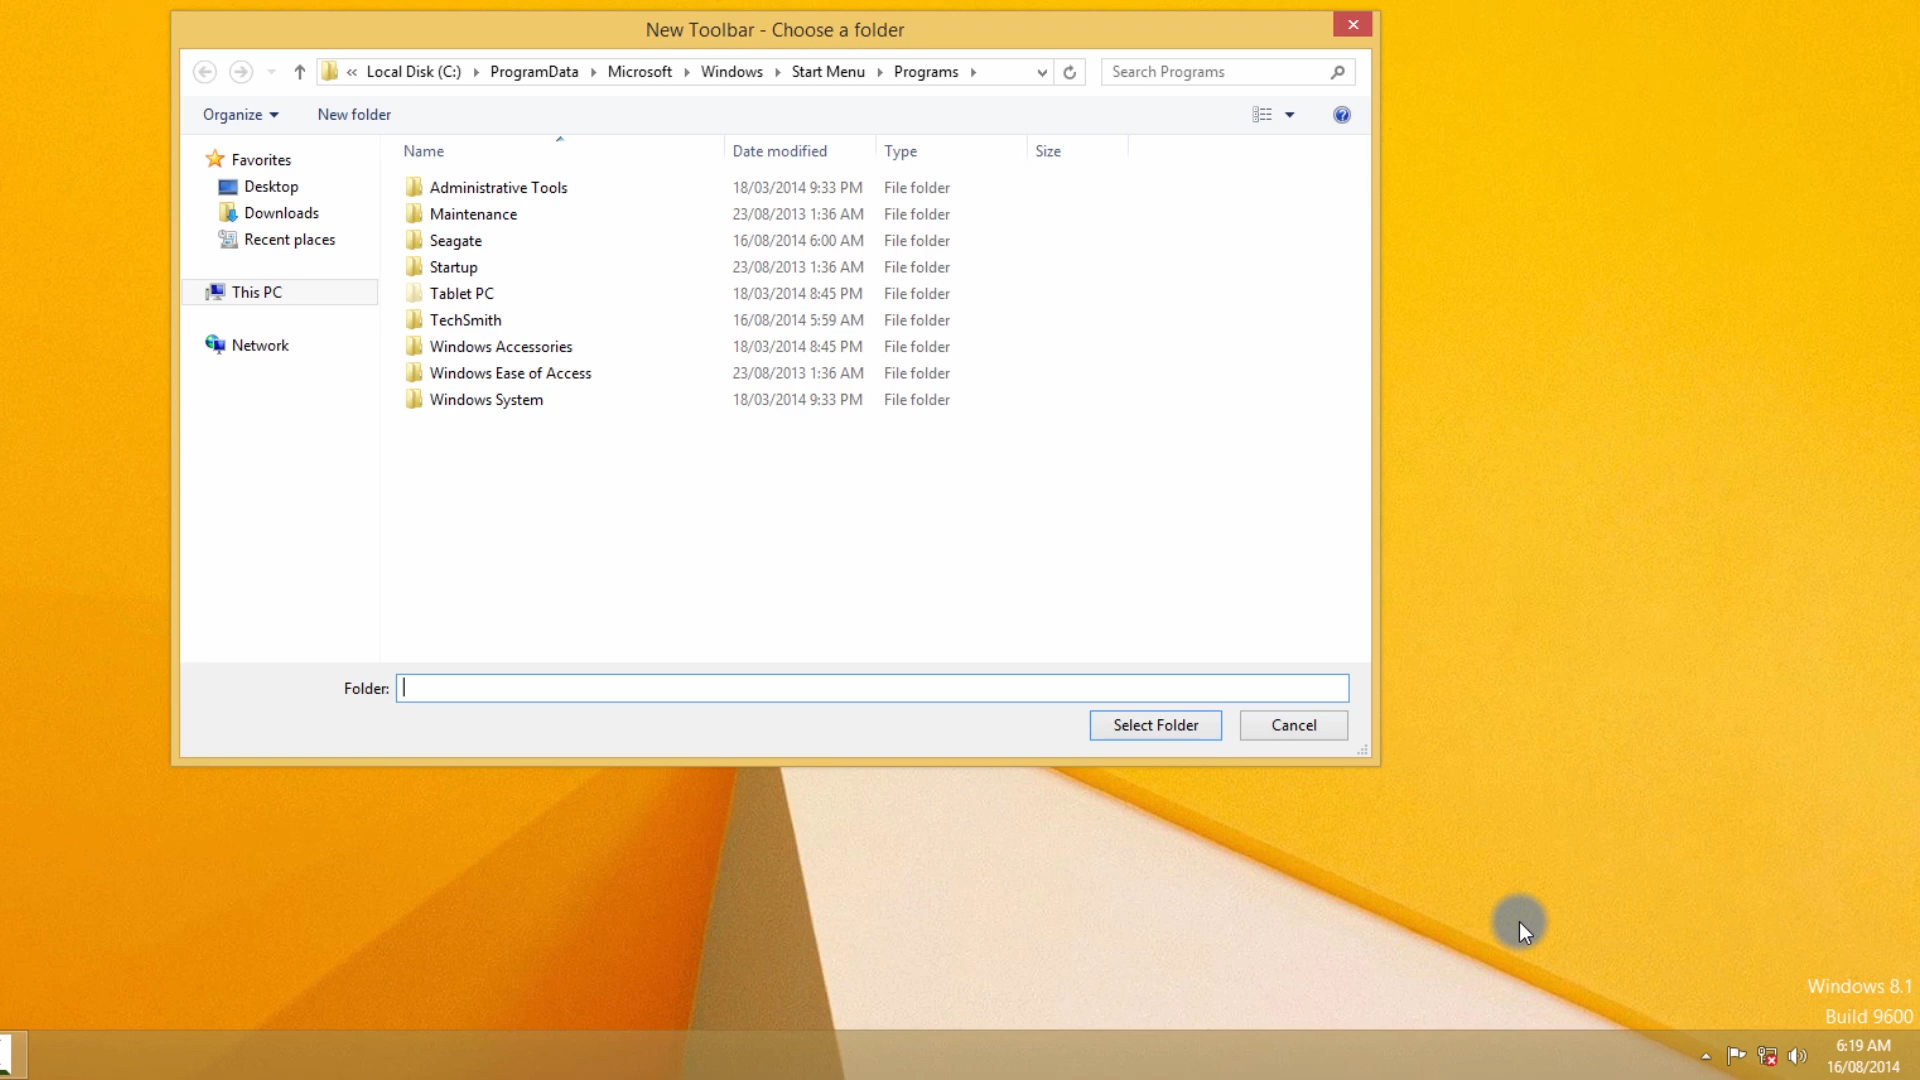 New Toolbar - Choose a folder
« Local Disk (C:) ProgramData Microsoft Windows Start Menu Programs
Search Programs
Organize New folder
Name Date modified Type Size
Favorites
Desktop
Downloads
Recent places
This PC
Network
Administrative Tools 18/03/2014 9:33 PM File folder
Maintenance 23/08/2013 1:36 AM File folder
Seagate 16/08/2014 6:00 AM File folder
Startup 23/08/2013 1:36 AM File folder
Tablet PC 18/03/2014 8:45 PM File folder
TechSmith 16/08/2014 5:59 AM File folder
Windows Accessories 18/03/2014 8:45 PM File folder
Windows Ease of Access 23/08/2013 1:36 AM File folder
Windows System 18/03/2014 9:33 PM File folder
Folder:
Select Folder Cancel
Windows 8.1
Build 9600
6:19 AM
16/08/2014